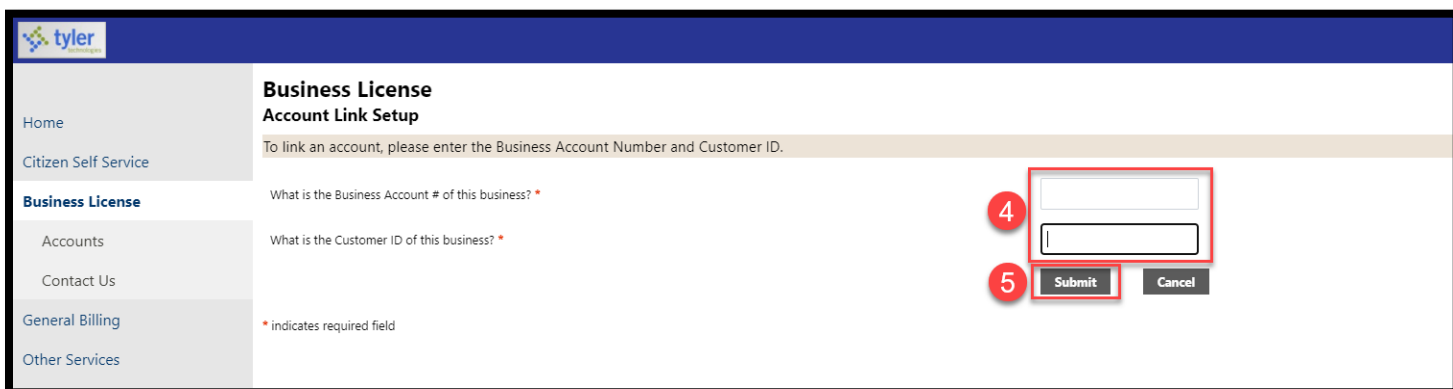 tyler
technologies
Home
Citizen Self Service
Business License
Accounts
Contact Us
General Billing
Other Services
Business License
Account Link Setup
To link an account, please enter the Business Account Number and Customer ID.
What is the Business Account # of this business? *
4
What is the Customer ID of this business? *
5
Submit Cancel
* indicates required field